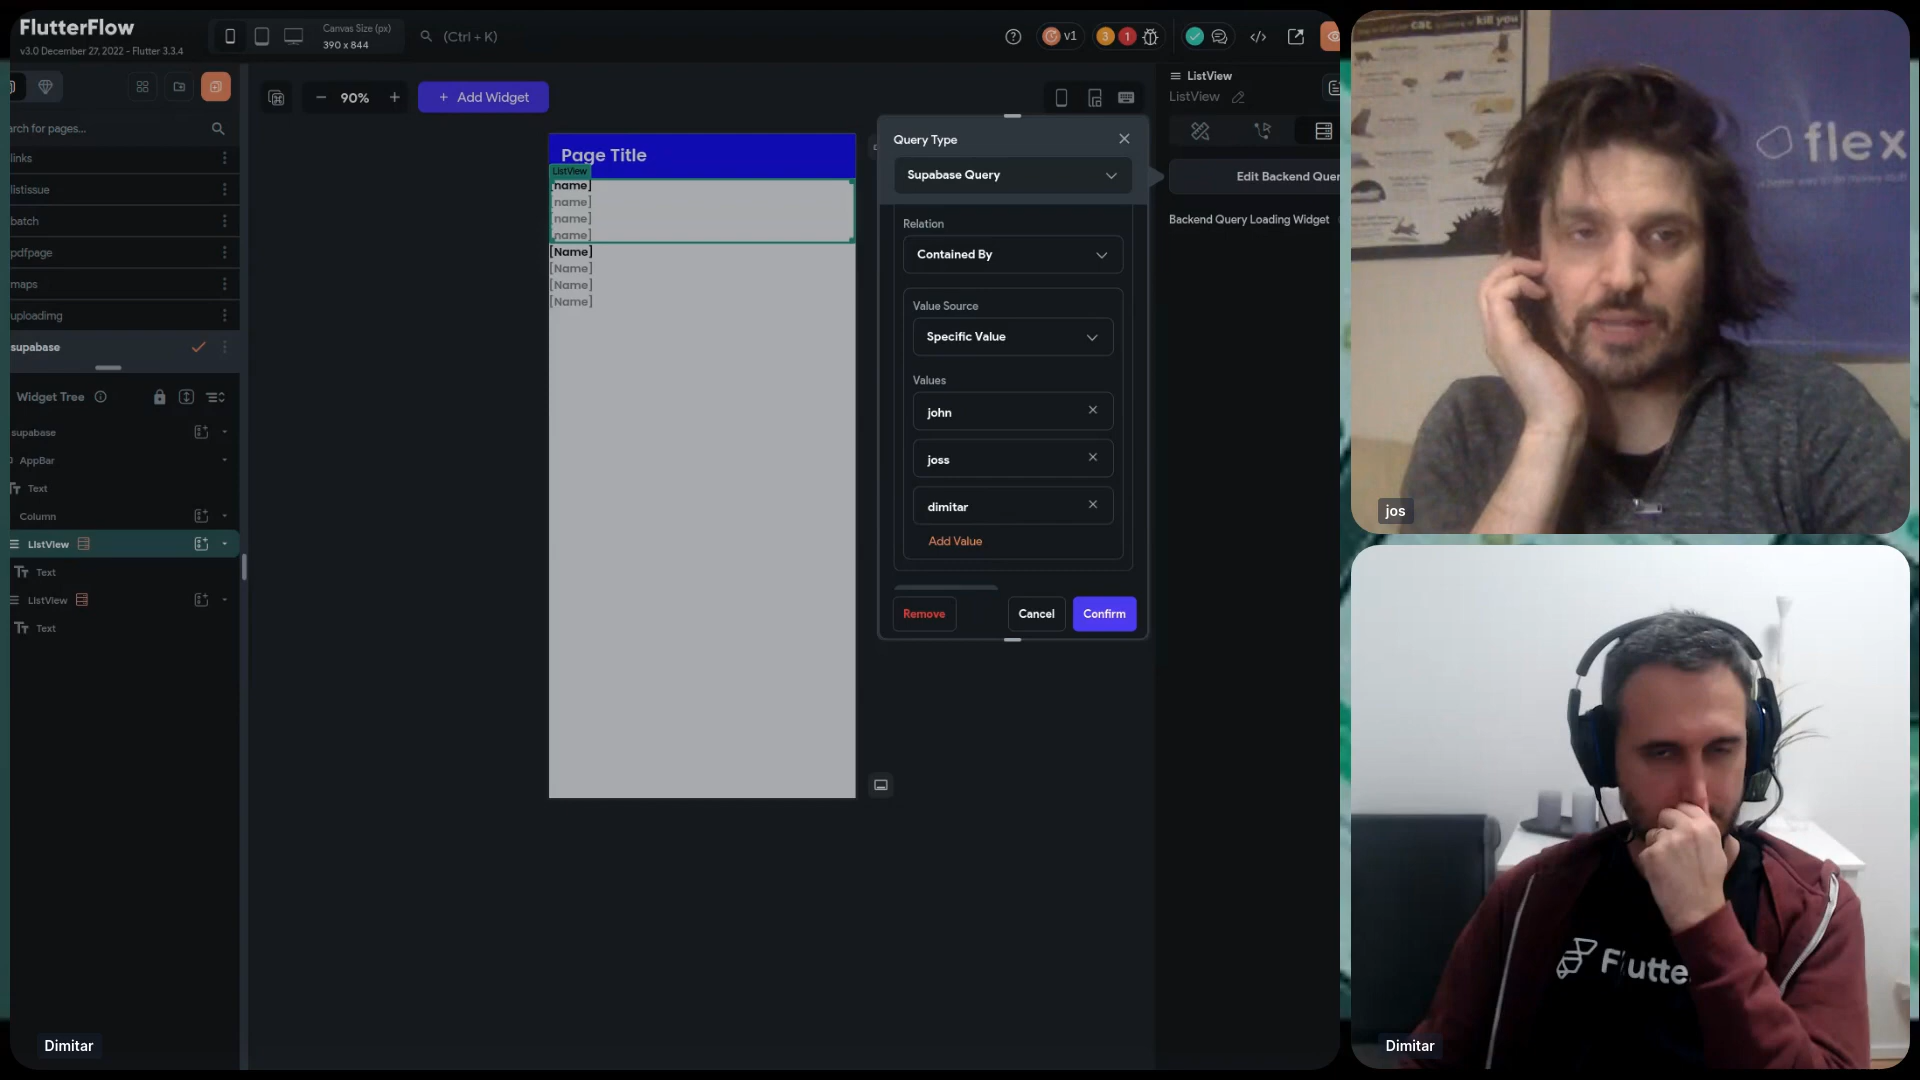 FlutterFlow
v3.0 December 27, 2022 - Flutter 3.3.4
Canvas Size (px)
390 x 844
(Ctrl + K)
v1
3
1
90%
+ Add Widget
arch for pages...
links
listissue
batch
pdfpage
maps
uploadimg
supabase
Widget Tree
supabase
AppBar
Text
Column
ListView
Text
ListView
Text
Page Title
ListView
[name]
[name]
[name]
[name]
[Name]
[Name]
[Name]
[Name]
Query Type
Supabase Query
Relation
Contained By
Value Source
Specific Value
Values
john
joss
dimitar
Add Value
Remove
Cancel
Confirm
ListView
ListView
Edit Backend Quer
Backend Query Loading Widget
Dimitar
cat
kill you
flex
jos
Flutte
Dimitar